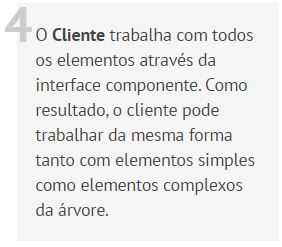 4
O Cliente trabalha com todos
os elementos através da
interface componente. Como
resultado, o cliente pode
trabalhar da mesma forma
tanto com elementos simples
como elementos complexos
da árvore.